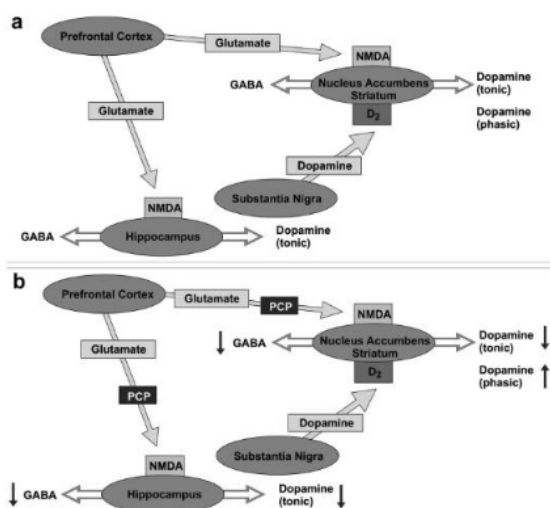 a
Prefrontal Cortex
Glutamate
NMDA
GABA
Nucleus Accumbens
Striatum
Dopamine
(tonic)
D2
Dopamine
(phasic)
Glutamate
Dopamine
NMDA
Substantia Nigra
GABA
Hippocampus
Dopamine
(tonic)
b
Prefrontal Cortex
Glutamate
PCP
NMDA
GABA
Nucleus Accumbens
Striatum
Dopamine
(tonic)
D2
Dopamine
(phasic)
Glutamate
PCP
Dopamine
NMDA
Substantia Nigra
GABA
Hippocampus
Dopamine
(tonic)